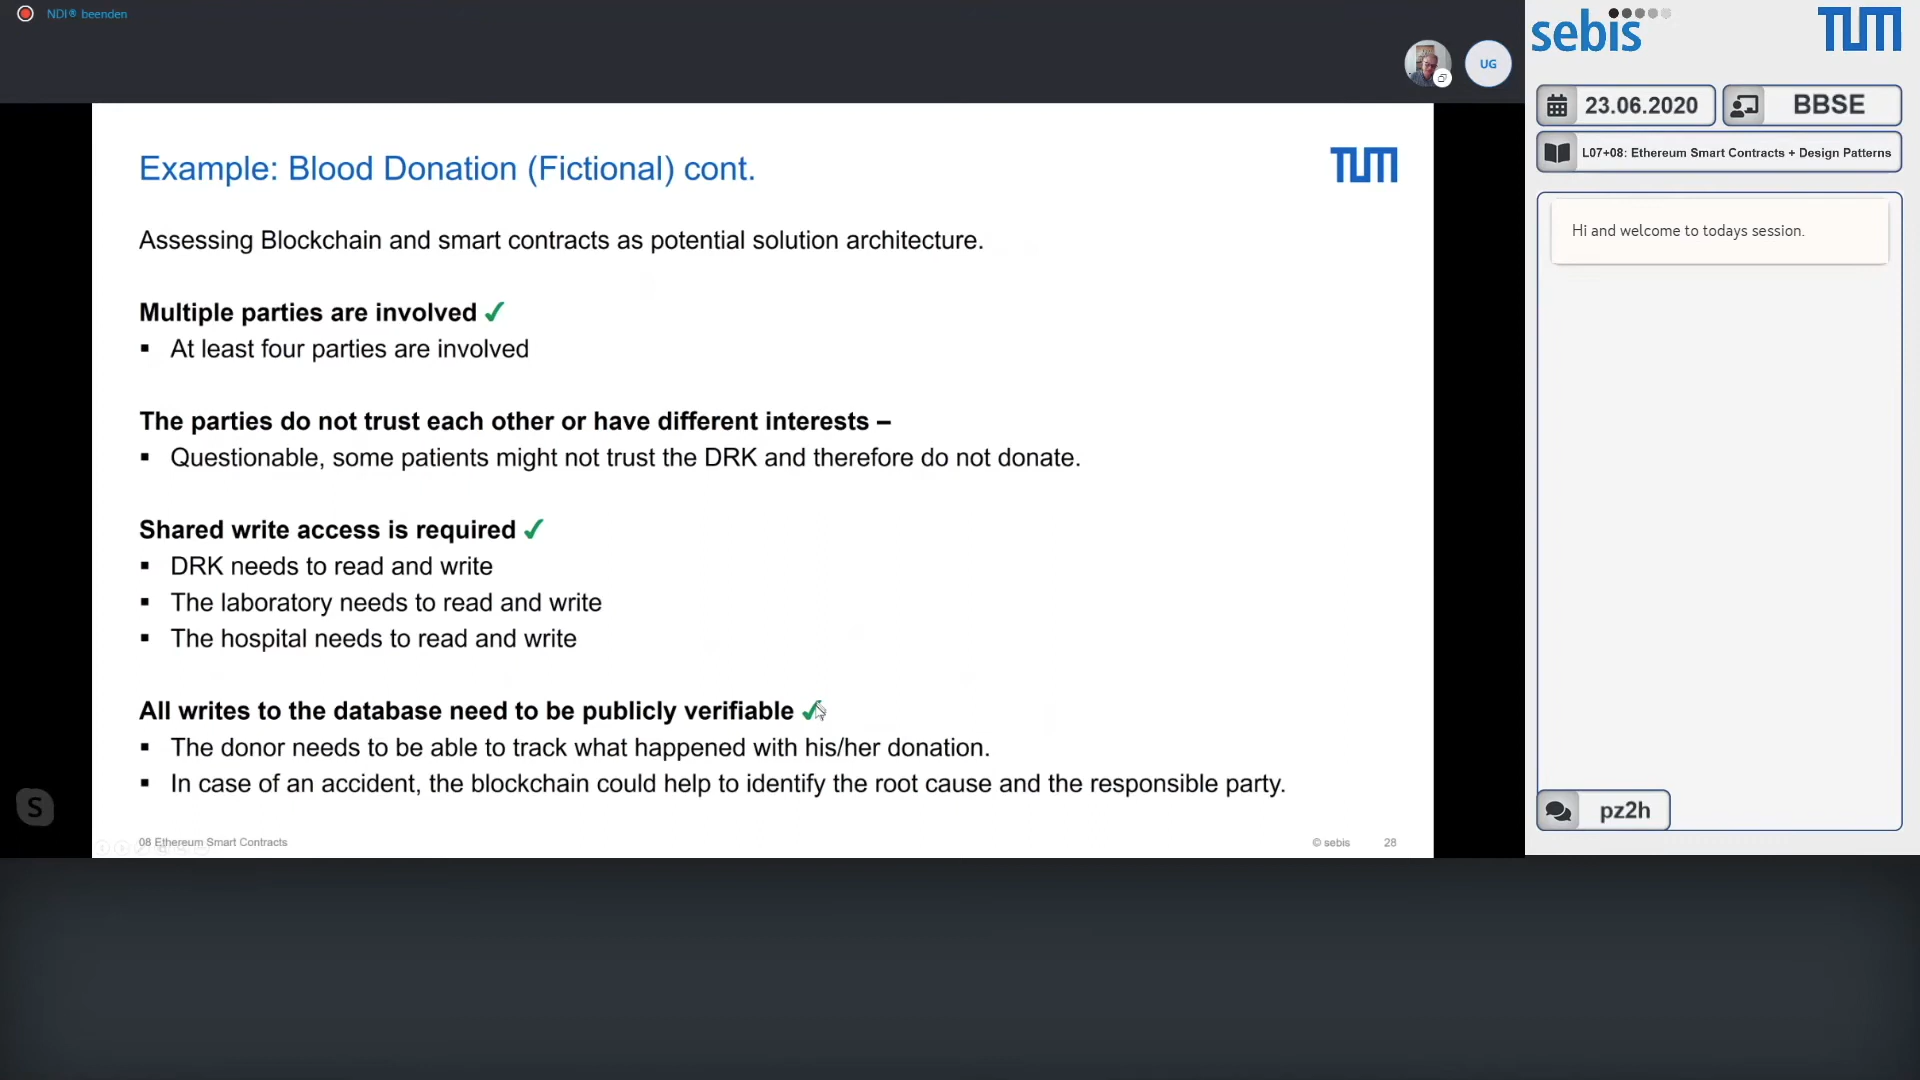 NDI® beenden
UG
sebis
TUM
23.06.2020
BBSE
L07+08: Ethereum Smart Contracts + Design Patterns
Hi and welcome to todays session.
pz2h
Example: Blood Donation (Fictional) cont.
TUM
Assessing Blockchain and smart contracts as potential solution architecture.
Multiple parties are involved ✓
▪ At least four parties are involved
The parties do not trust each other or have different interests –
▪ Questionable, some patients might not trust the DRK and therefore do not donate.
Shared write access is required ✓
▪ DRK needs to read and write
▪ The laboratory needs to read and write
▪ The hospital needs to read and write
All writes to the database need to be publicly verifiable ✓
▪ The donor needs to be able to track what happened with his/her donation.
▪ In case of an accident, the blockchain could help to identify the root cause and the responsible party.
S
08 Ethereum Smart Contracts
© sebis
28